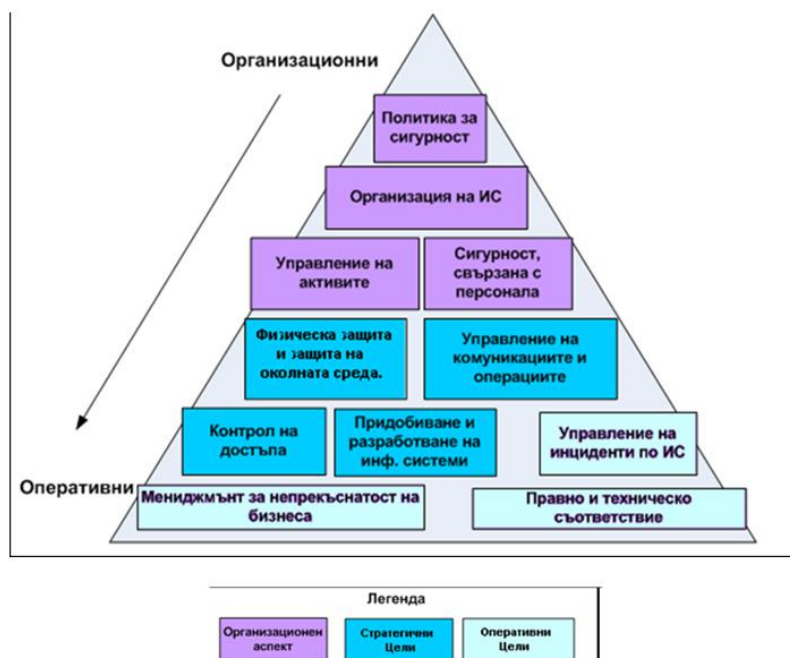 Организационни
Политика за
сигурност
Организация на ИС
Управление на
активите
Сигурност,
свързана с
персонала
Физическа защита
и защита на
околната среда.
Управление на
комуникациите и
операциите
Контрол на
достъпа
Придобиване и
разработване на
инф. системи
Управление на
инциденти по ИС
Оперативни
Мениджмънт за непрекъснатост на
бизнеса
Правно и техническо
съответствие
Легенда
Организационен
аспект
Стратегични
Цели
Оперативни
Цели